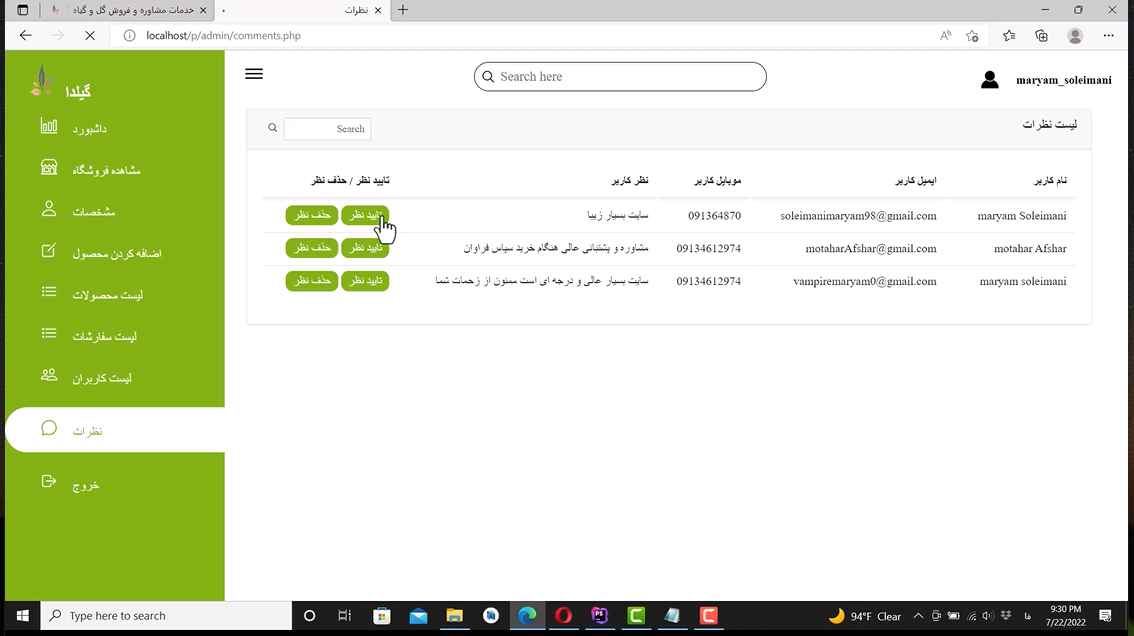 خدمات مشاوره و فروش گل و گیاه
نظرات
localhost/p/admin/comments.php
گیلدا
داشبورد
مشاهده فروشگاه
مشخصات
اضافه کردن محصول
لیست محصولات
لیست سفارشات
لیست کاربران
نظرات
خروج
Search here
maryam_soleimani
لیست نظرات
Search
نام کاربر ایمیل کاربر موبایل کاربر نظر کاربر تایید نظر / حذف نظر
maryam Soleimani soleimanimaryam98@gmail.com 091364870 سایت بسیار زیبا تایید نظر حذف نظر
motahar Afshar motaharAfshar@gmail.com 09134612974 مشاوره و پشتبانی عالی هنگام خرید سپاس فراوان تایید نظر حذف نظر
maryam soleimani vampiremaryam0@gmail.com 09134612974 سایت بسیار عالی و درجه ای است ممنون از زحمات شما تایید نظر حذف نظر
Type here to search
94°F Clear
فا
9:30 PM
7/22/2022